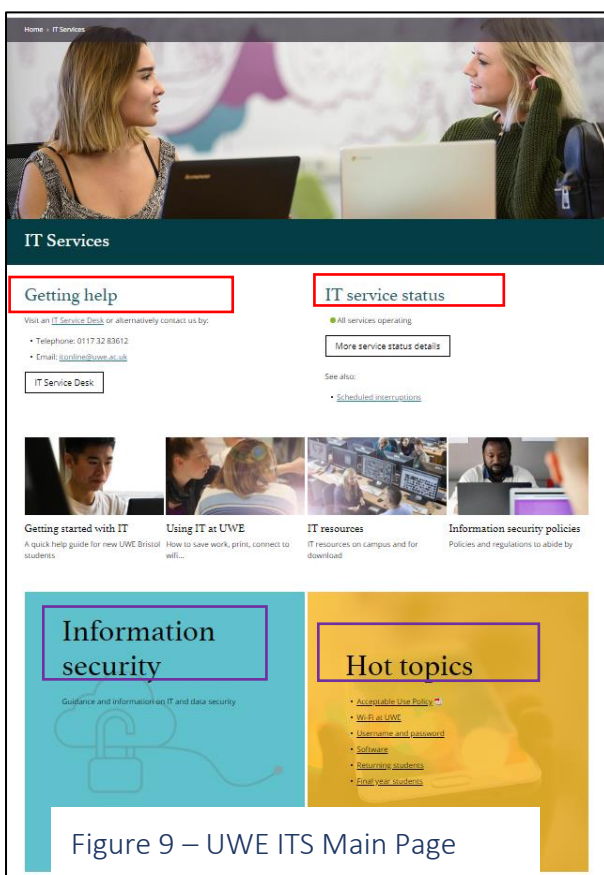 Home › IT Services
IT Services
Getting help
Visit an IT Service Desk or alternatively contact us by:
• Telephone: 0117 32 83612
• Email: itonline@uwe.ac.uk
IT Service Desk
IT service status
All services operating
More service status details
See also:
• Scheduled interruptions
Getting started with IT
A quick help guide for new UWE Bristol
students
Using IT at UWE
How to save work, print, connect to
wifi...
IT resources
IT resources on campus and for
download
Information security policies
Policies and regulations to abide by
Information
security
Guidance and information on IT and data security
Hot topics
• Acceptable Use Policy
• Wi-Fi at UWE
• Username and password
• Software
• Returning students
• Final year students
Figure 9 – UWE ITS Main Page